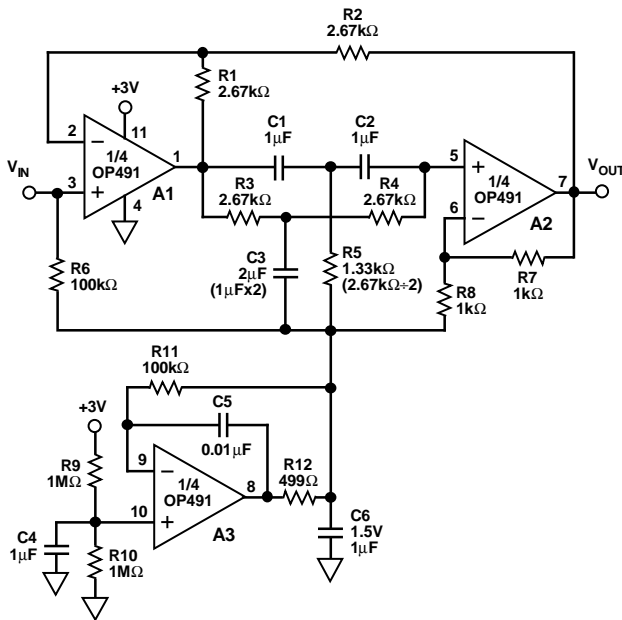 R2
2.67kΩ
R1
2.67kΩ
+3V
C1
1µF
C2
1µF
2
11
1/4
OP491
1
VIN
3
4
A1
5
1/4
OP491
7
VOUT
6
A2
R3
2.67kΩ
R4
2.67kΩ
R5
1.33kΩ
(2.67kΩ÷2)
R6
100kΩ
C3
2µF
(1µFx2)
R7
1kΩ
R8
1kΩ
R11
100kΩ
C5
0.01µF
+3V
R9
1MΩ
9
1/4
OP491
8
R12
499Ω
10
A3
C4
1µF
R10
1MΩ
C6
1.5V
1µF